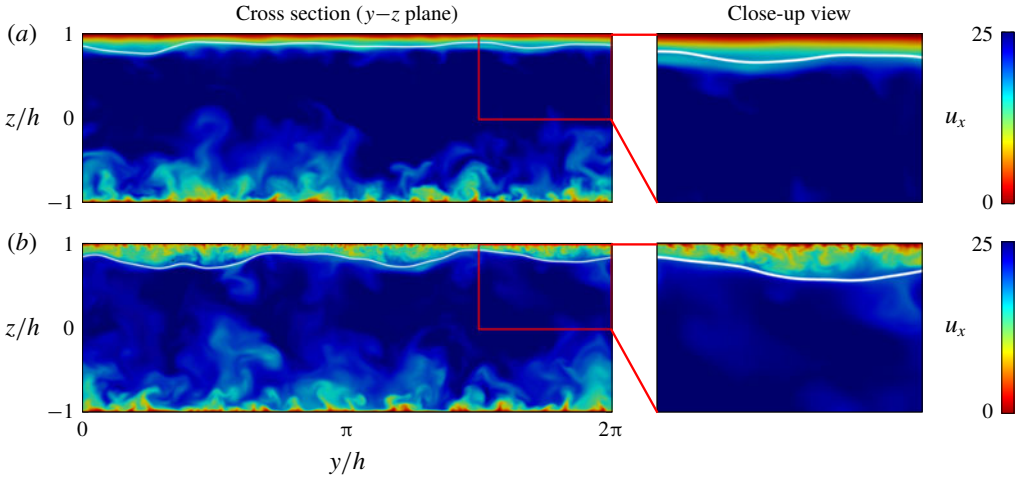 Cross section (y–z plane)
Close-up view
(a)
1
z/h
0
−1
25
u_x
0
(b)
1
z/h
0
−1
25
u_x
0
0
π
2π
y/h